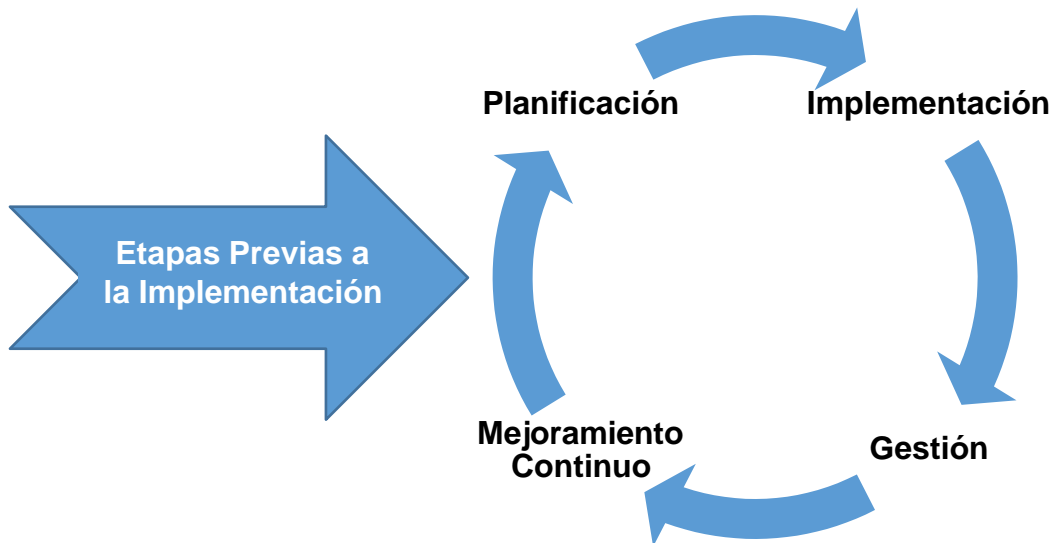 Planificación
Implementación
Etapas Previas a
la Implementación
Mejoramiento
Continuo
Gestión